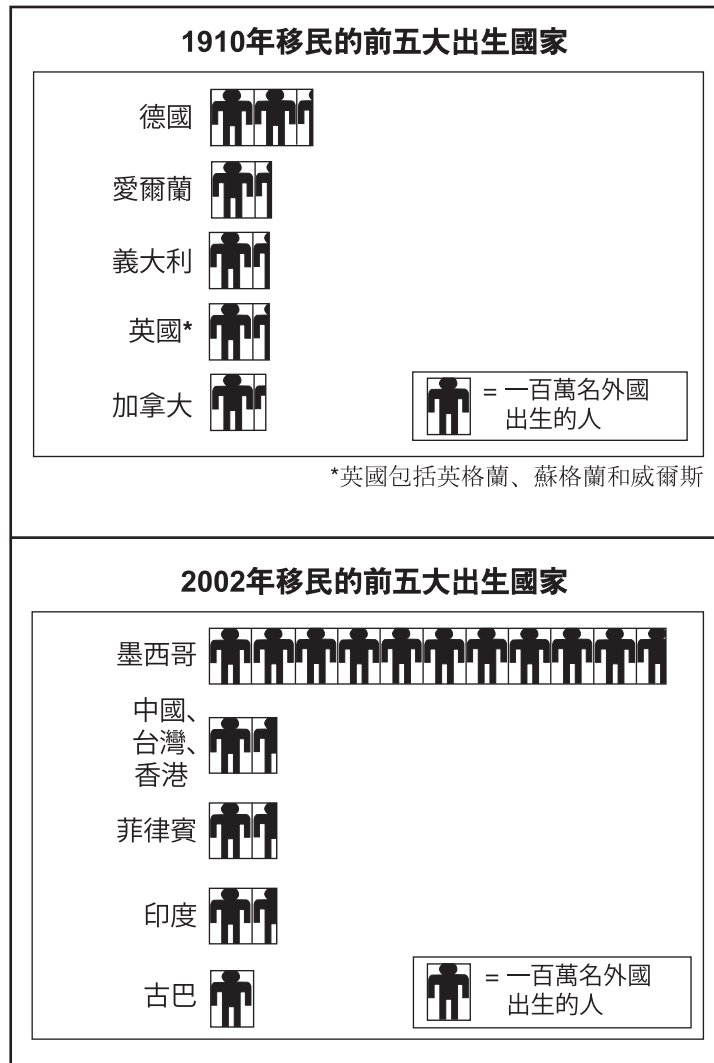 1910年移民的前五大出生國家
德國
愛爾蘭
義大利
英國*
加拿大
= 一百萬名外國
出生的人
*英國包括英格蘭、蘇格蘭和威爾斯
2002年移民的前五大出生國家
墨西哥
中國、
台灣、
香港
菲律賓
印度
古巴
= 一百萬名外國
出生的人